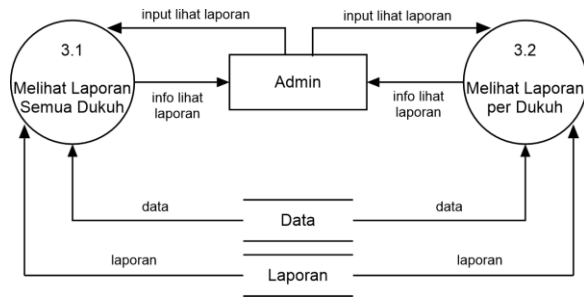 input lihat laporan
input lihat laporan
3.1
Melihat Laporan
Semua Dukuh
info lihat
laporan
Admin
info lihat
laporan
3.2
Melihat Laporan
per Dukuh
data
Data
data
laporan
Laporan
laporan